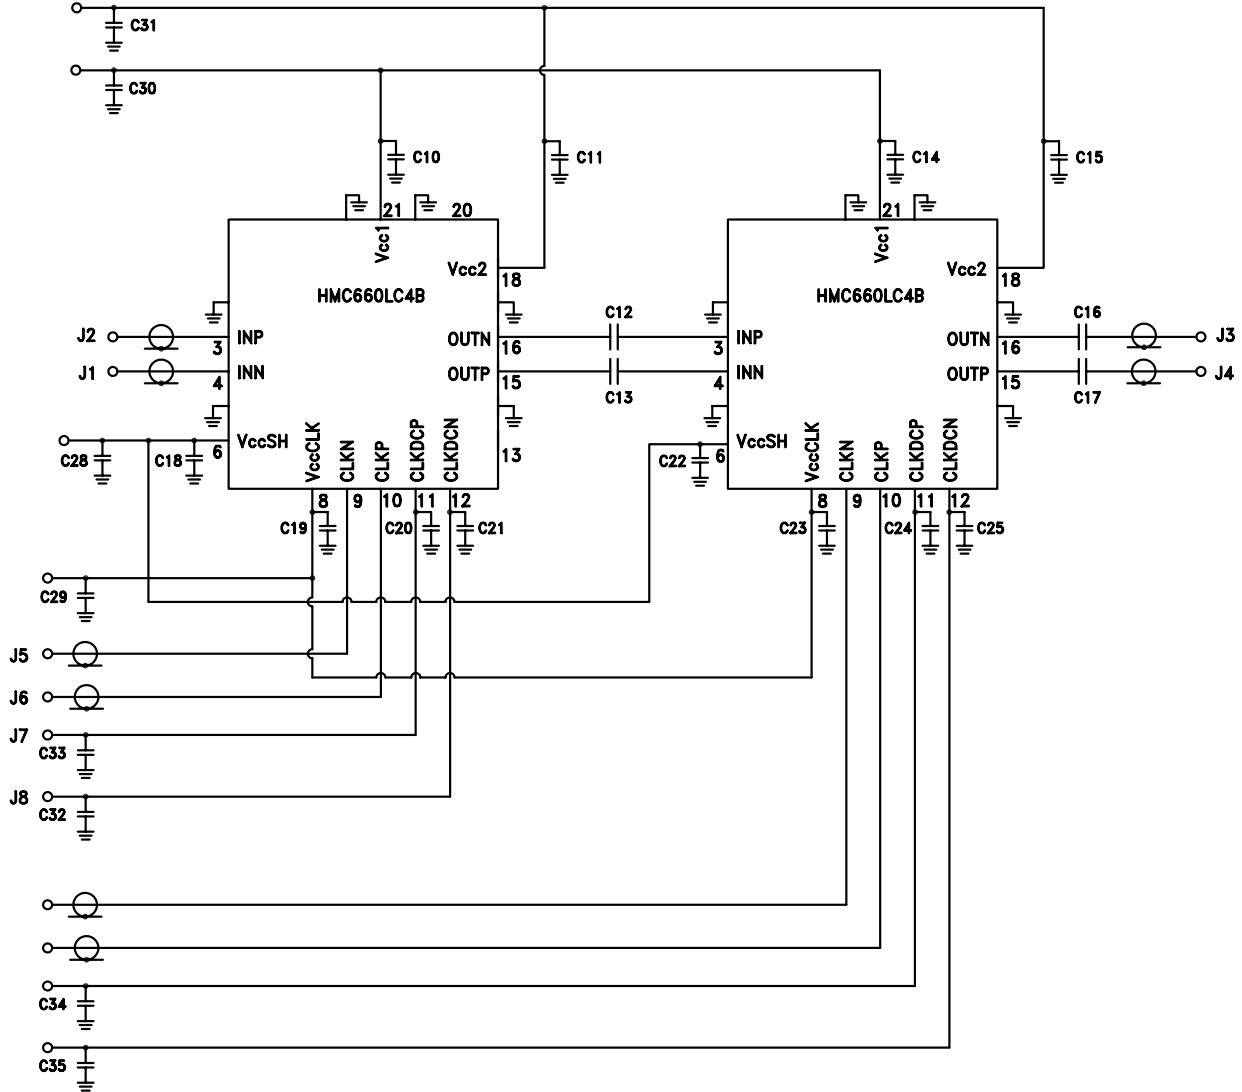 C31
C30
C10
C11
C14
C15
21
20
21
Vcc1
Vcc1
Vcc2
18
Vcc2
18
HMC660LC4B
HMC660LC4B
C12
C16
J2
3
INP
OUTN
16
3
INP
OUTN
16
J3
J1
4
INN
OUTP
15
4
INN
OUTP
15
J4
C13
C17
C28
C18
6
VccSH
VccCLK
CLKN
CLKP
CLKDCP
CLKDCN
13
C22
6
VccSH
VccCLK
CLKN
CLKP
CLKDCP
CLKDCN
8
9
10
11
12
8
9
10
11
12
C19
C20
C21
C23
C24
C25
C29
J5
J6
J7
C33
J8
C32
C34
C35